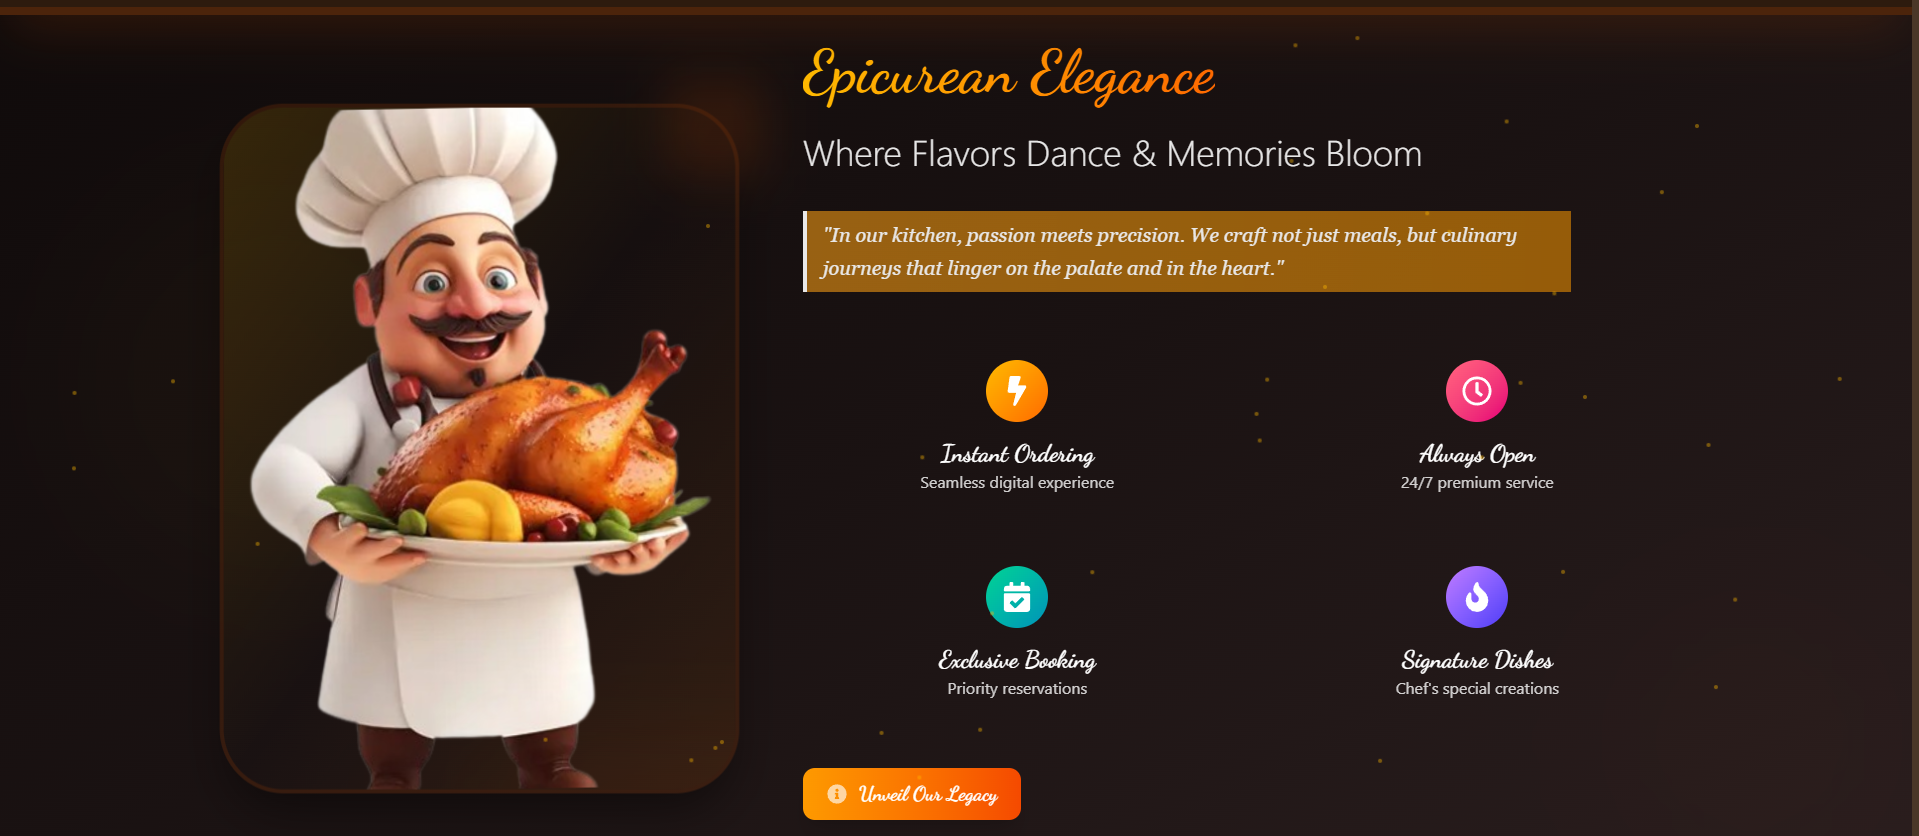 Epicurean Elegance
Where Flavors Dance & Memories Bloom
"In our kitchen, passion meets precision. We craft not just meals, but culinary
journeys that linger on the palate and in the heart."
Instant Ordering
Seamless digital experience
Always Open
24/7 premium service
Exclusive Booking
Priority reservations
Signature Dishes
Chef's special creations
Unveil Our Legacy